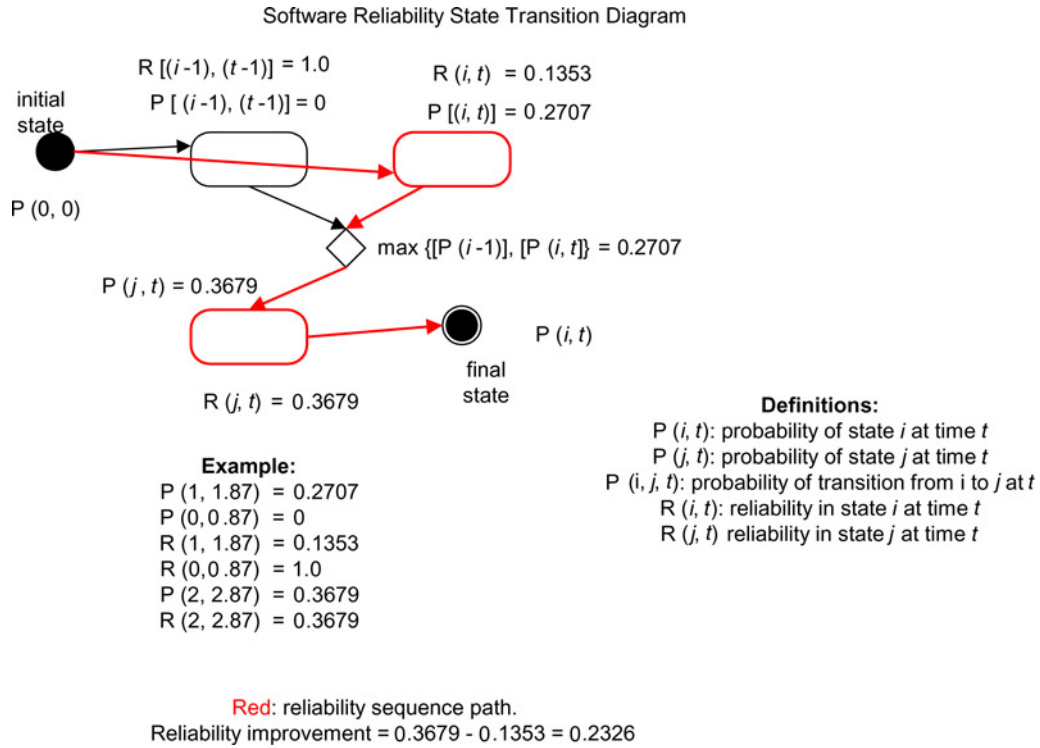 Software Reliability State Transition Diagram
R [(i -1), (t -1)] = 1.0
P [ (i -1), (t -1)] = 0
R (i, t) = 0.1353
P [(i, t)] = 0.2707
initial
state
P (0, 0)
max {[P (i -1)], [P (i, t]} = 0.2707
P (j, t) = 0.3679
P (i, t)
final
state
R (j, t) = 0.3679
Definitions:
P (i, t): probability of state i at time t
P (j, t): probability of state j at time t
P (i, j, t): probability of transition from i to j at t
R (i, t): reliability in state i at time t
R (j, t) reliability in state j at time t
Example:
P (1, 1.87) = 0.2707
P (0, 0.87) = 0
R (1, 1.87) = 0.1353
R (0, 0.87) = 1.0
P (2, 2.87) = 0.3679
R (2, 2.87) = 0.3679
Red: reliability sequence path.
Reliability improvement = 0.3679 - 0.1353 = 0.2326